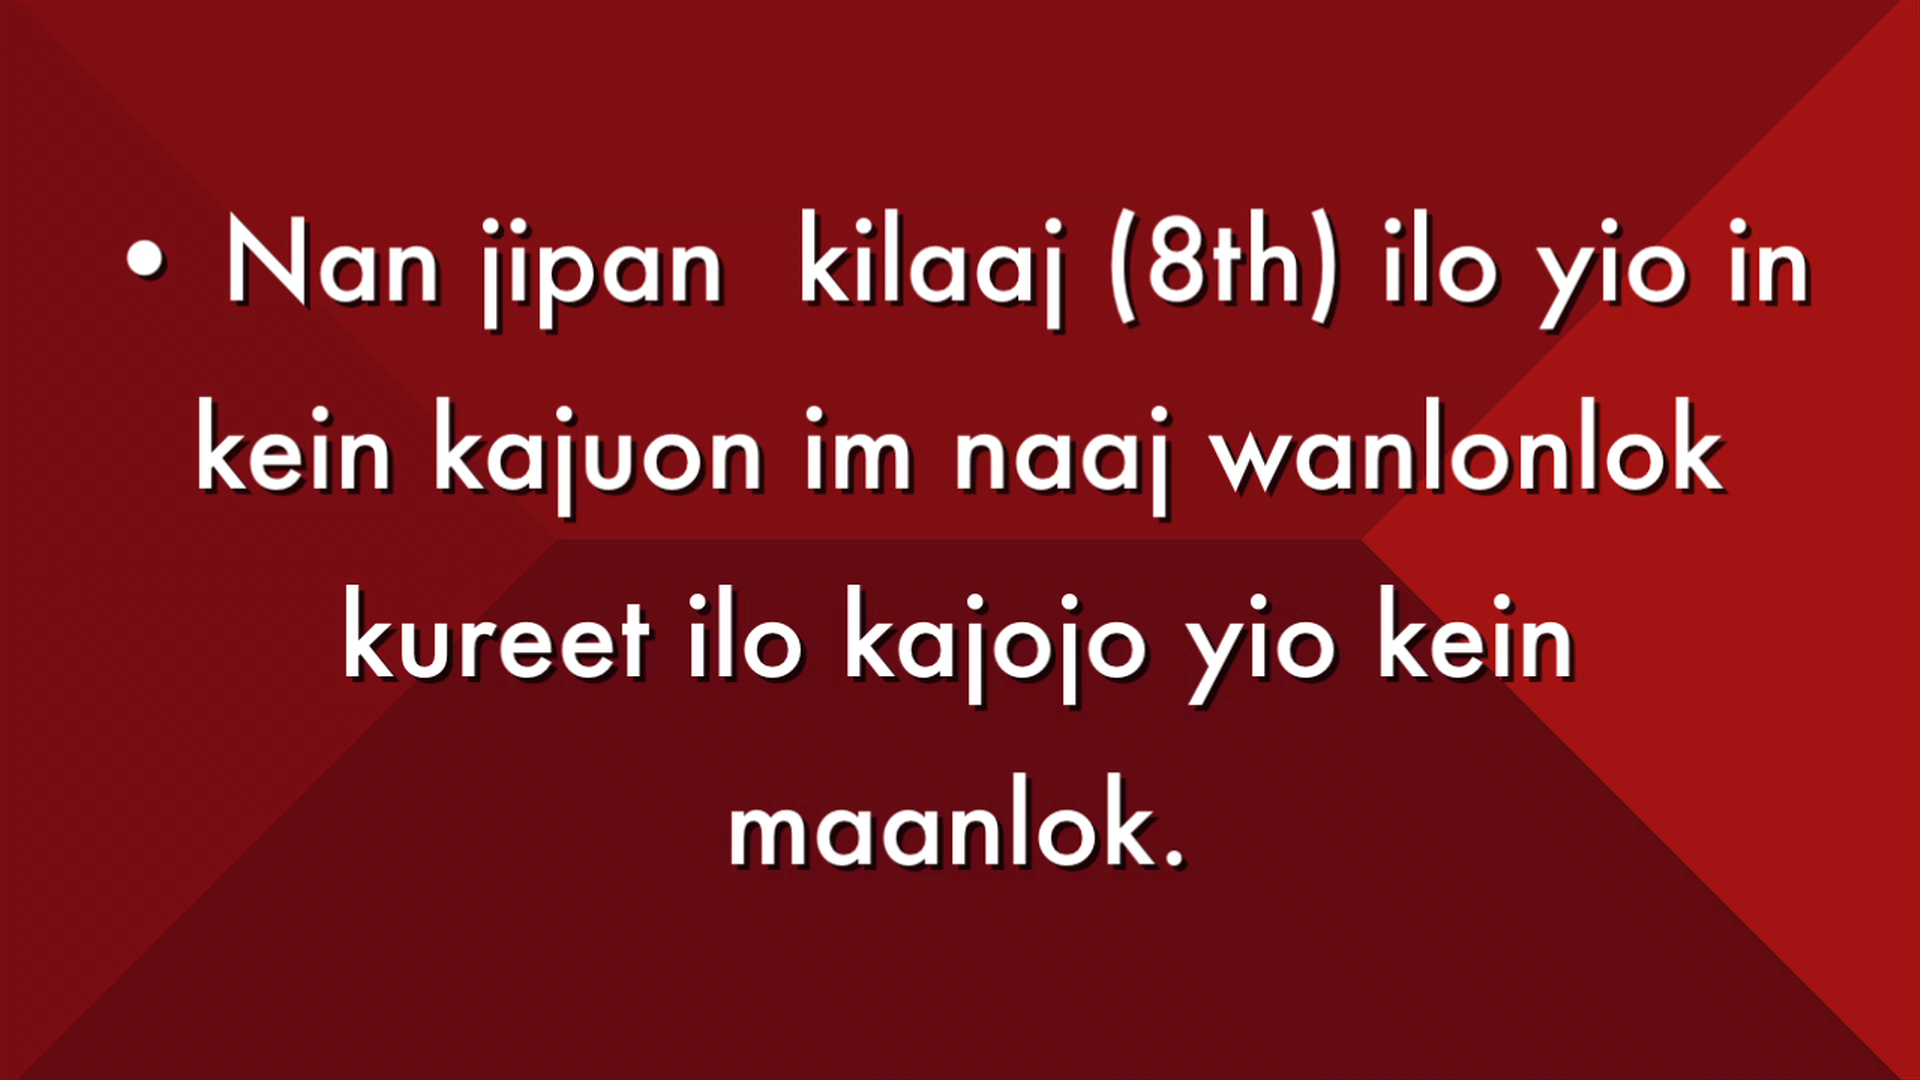 • Nan jipan  kilaaj (8th) ilo yio in
kein kajuon im naaj wanlonlok
kureet ilo kajojo yio kein
maanlok.